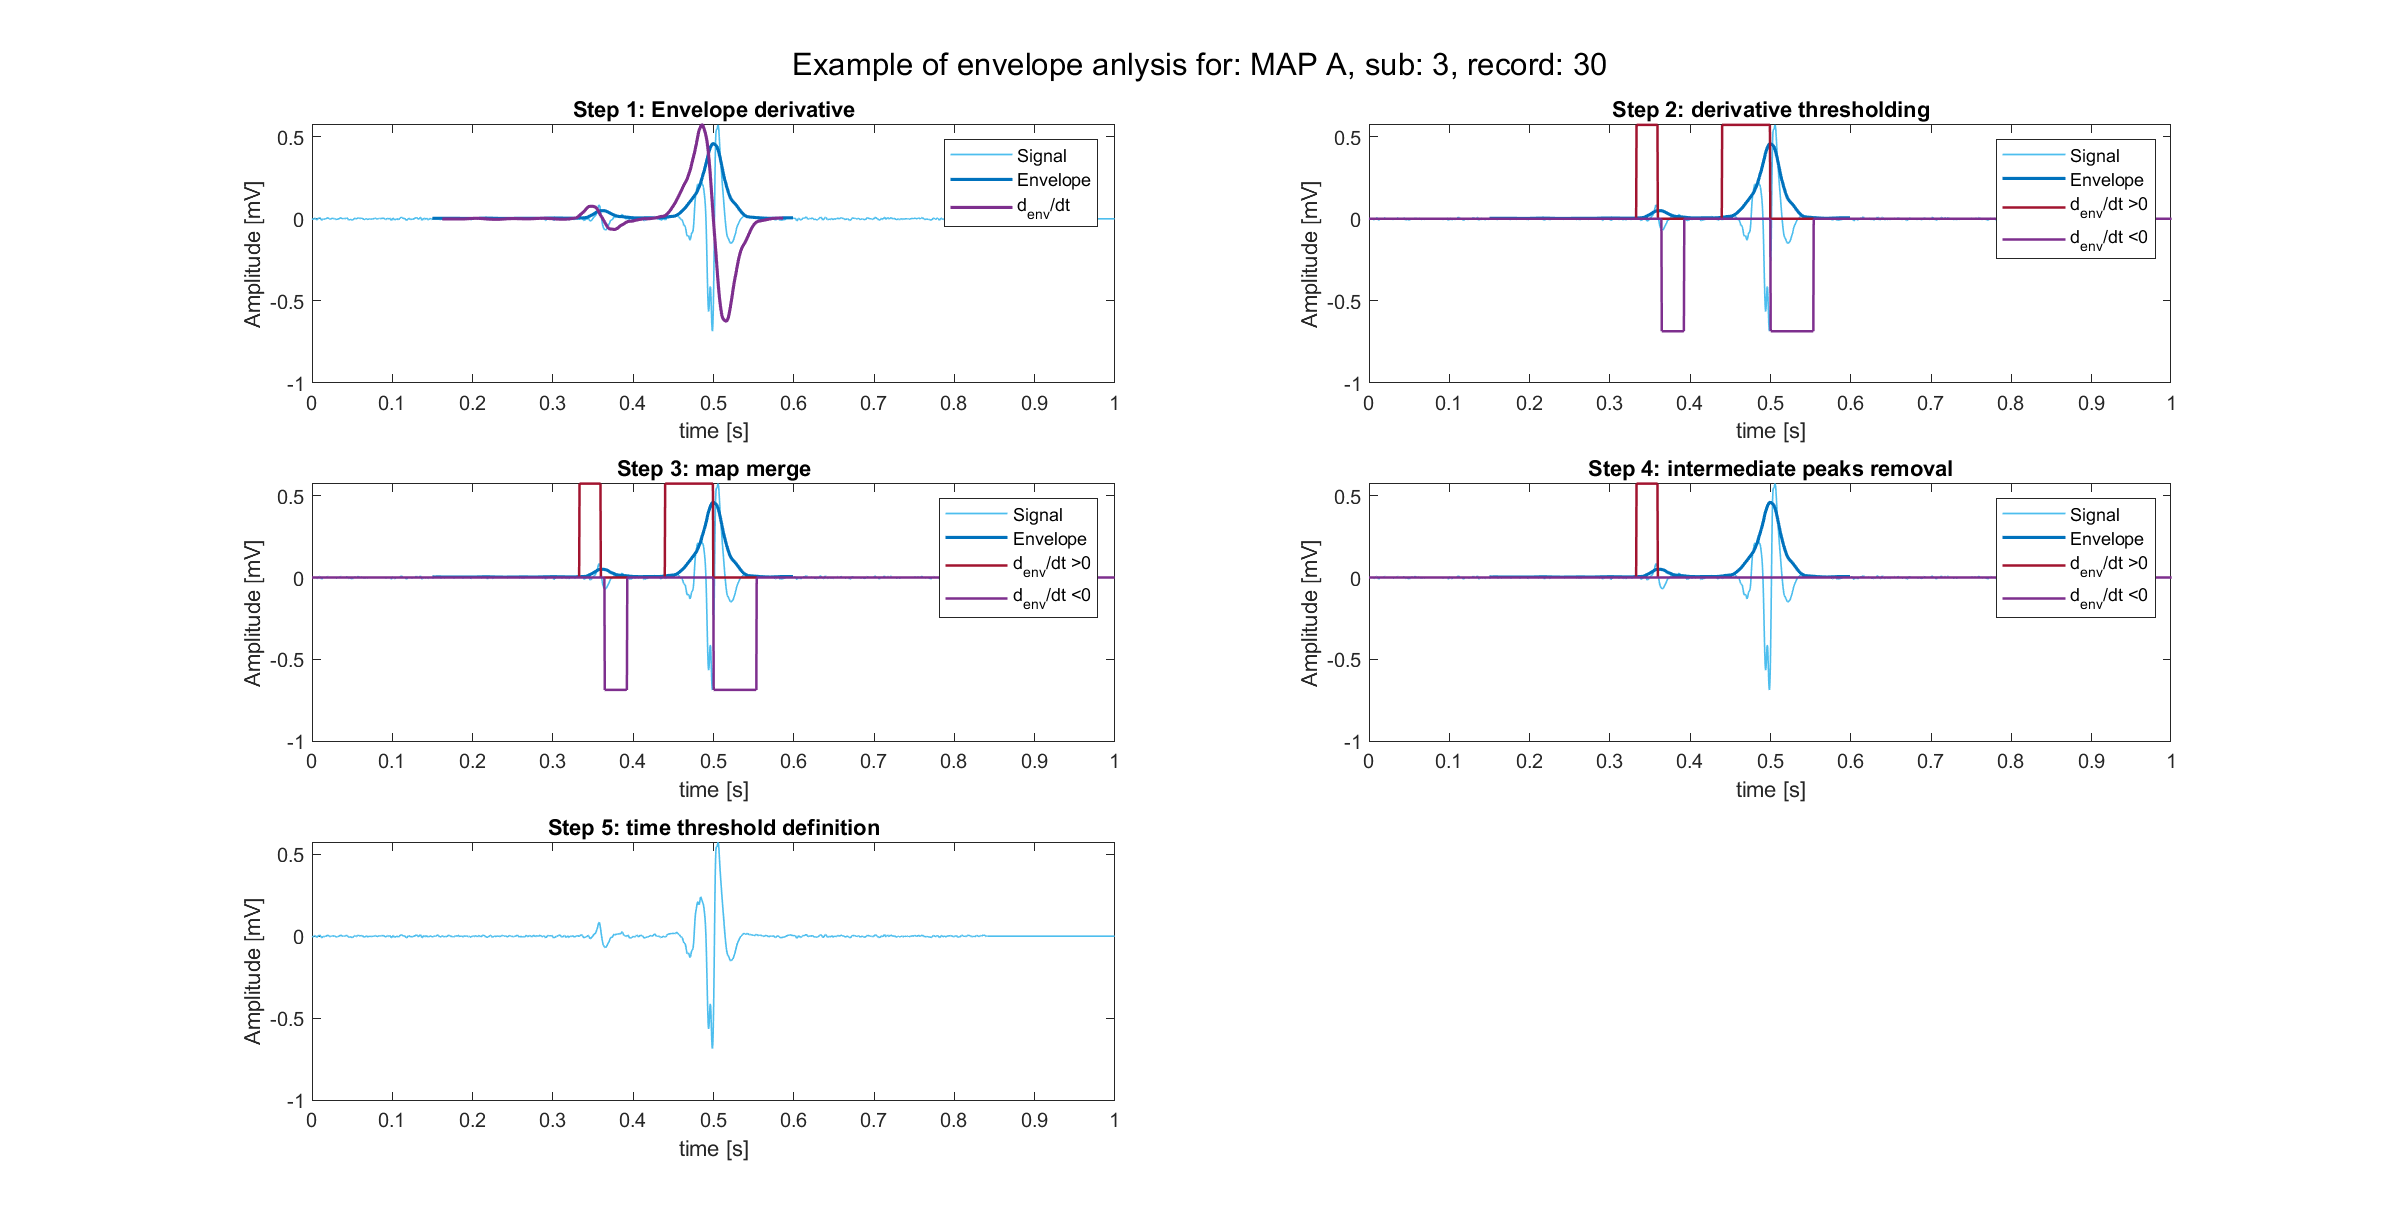 Example of envelope anlysis for: MAP A, sub: 3, record: 30
Step 1: Envelope derivative
Amplitude [mV]
0.5
0
-0.5
-1
0 0.1 0.2 0.3 0.4 0.5 0.6 0.7 0.8 0.9 1
time [s]
Signal
Envelope
d_env/dt
Step 2: derivative thresholding
Amplitude [mV]
0.5
0
-0.5
-1
0 0.1 0.2 0.3 0.4 0.5 0.6 0.7 0.8 0.9 1
time [s]
Signal
Envelope
d_env/dt >0
d_env/dt <0
Step 3: map merge
Amplitude [mV]
0.5
0
-0.5
-1
0 0.1 0.2 0.3 0.4 0.5 0.6 0.7 0.8 0.9 1
time [s]
Signal
Envelope
d_env/dt >0
d_env/dt <0
Step 4: intermediate peaks removal
Amplitude [mV]
0.5
0
-0.5
-1
0 0.1 0.2 0.3 0.4 0.5 0.6 0.7 0.8 0.9 1
time [s]
Signal
Envelope
d_env/dt >0
d_env/dt <0
Step 5: time threshold definition
Amplitude [mV]
0.5
0
-0.5
-1
0 0.1 0.2 0.3 0.4 0.5 0.6 0.7 0.8 0.9 1
time [s]